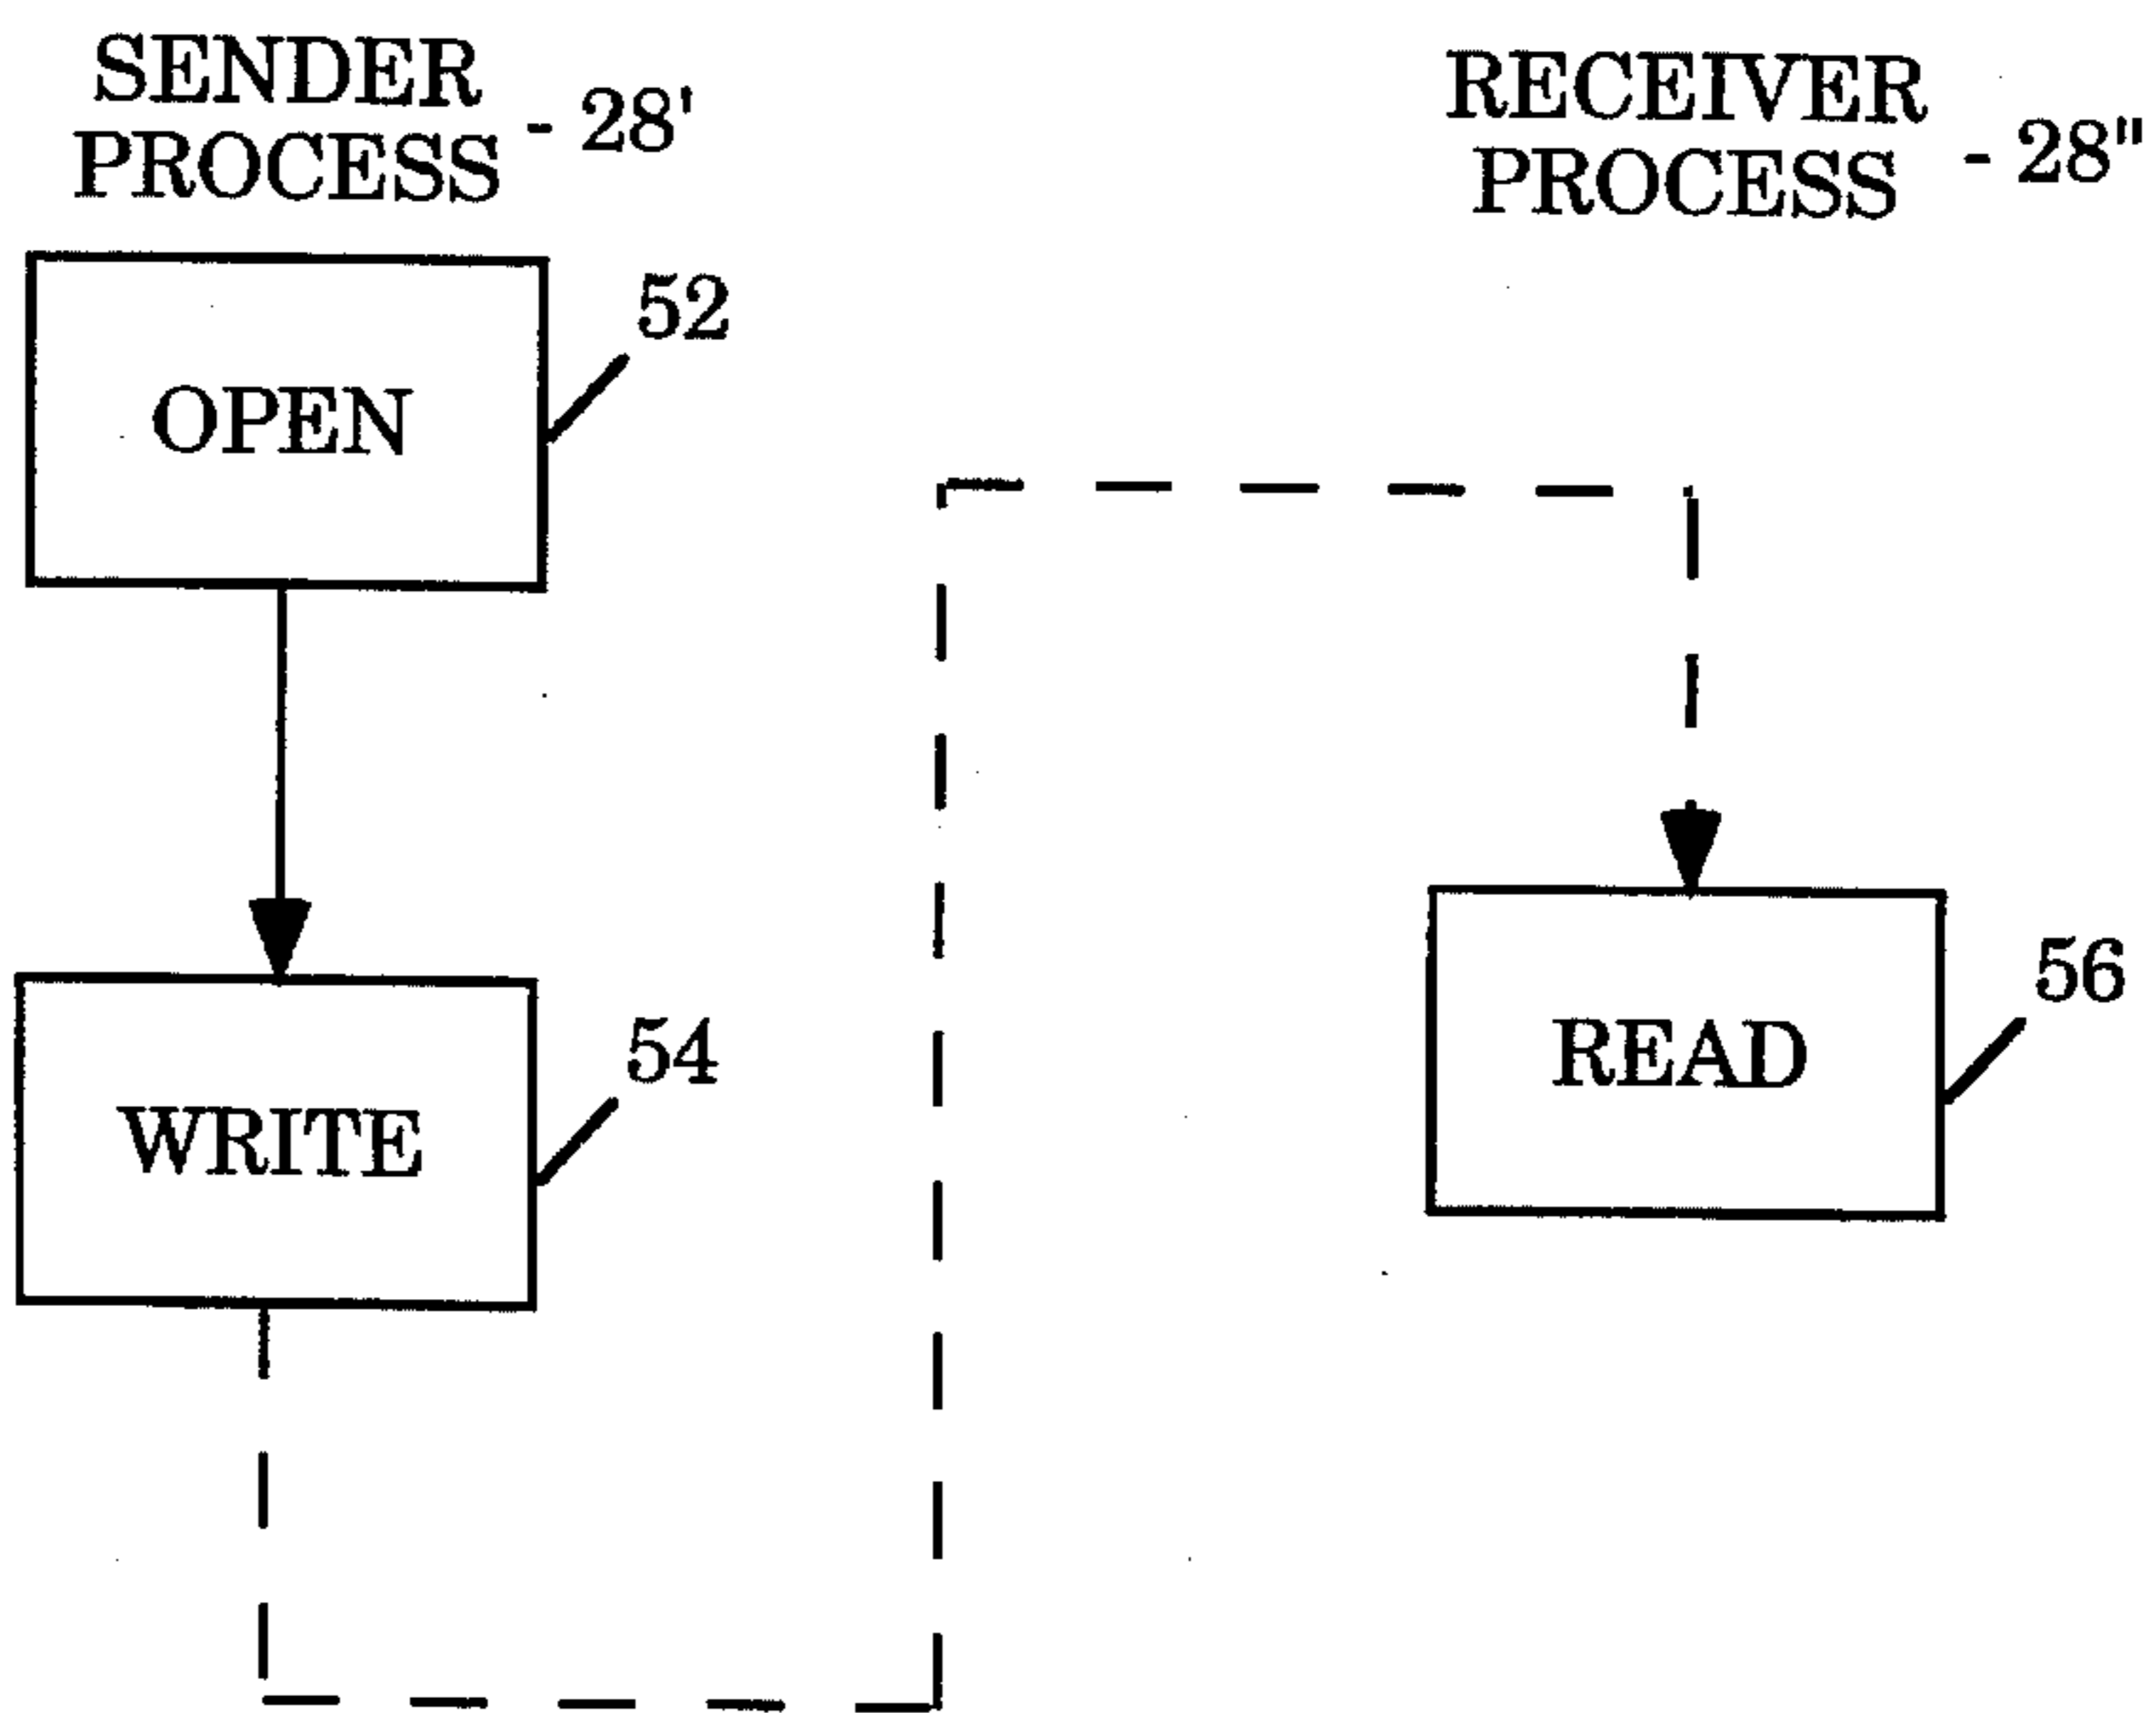 SENDER
PROCESS - 28'
RECEIVER
PROCESS - 28"
52
OPEN
56
READ
54
WRITE